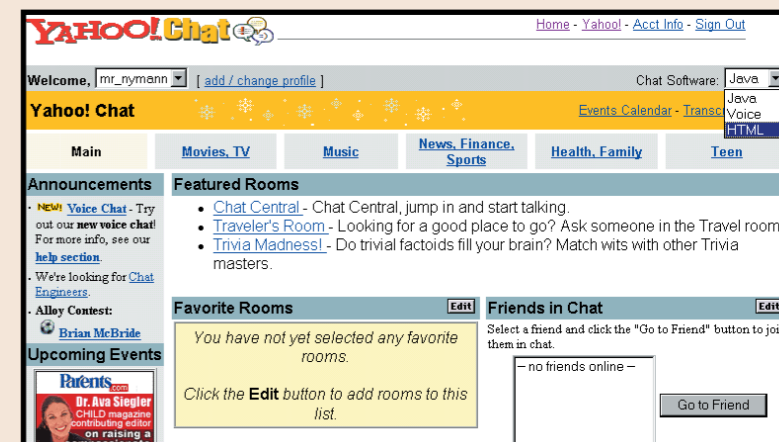 YAHOO! Chat
Home - Yahoo! - Acct Info - Sign Out
Welcome, mr_nymann [ add / change profile ]
Chat Software: Java
Java
Voice
HTML
Yahoo! Chat
Events Calendar - Transc
Main
Movies, TV
Music
News, Finance,
Sports
Health, Family
Teen
Announcements
· NEW! Voice Chat - Try
out our new voice chat!
For more info, see our
help section.
· We're looking for Chat
Engineers.
· Alloy Contest:
Brian McBride
Upcoming Events
Parents.com
Dr. Ava Siegler
CHILD magazine
contributing editor
on raising a
Featured Rooms
• Chat Central - Chat Central, jump in and start talking.
• Traveler's Room - Looking for a good place to go? Ask someone in the Travel room
• Trivia Madness! - Do trivial factoids fill your brain? Match wits with other Trivia
masters.
Favorite Rooms Edit
You have not yet selected any favorite
rooms.
Click the Edit button to add rooms to this
list.
Friends in Chat Edit
Select a friend and click the "Go to Friend" button to joi
them in chat.
– no friends online –
Go to Friend